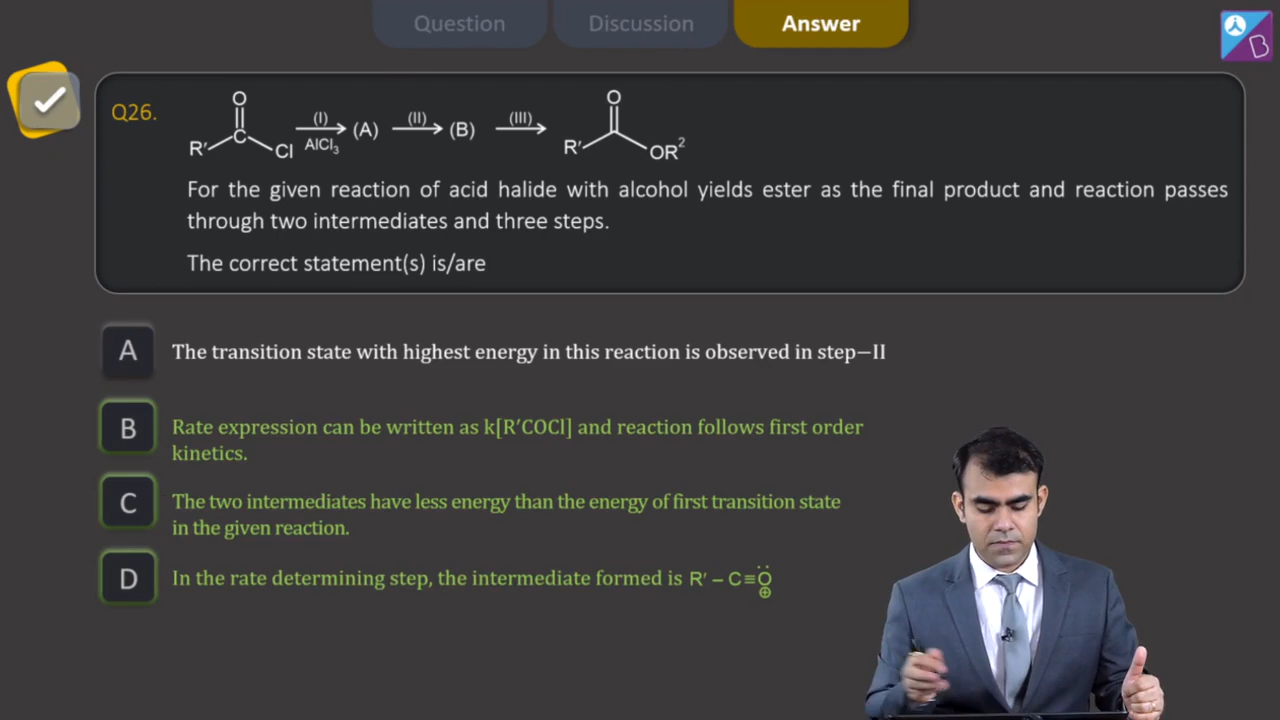 Question Discussion Answer
Q26.
O O
R′ C Cl (I) AlCl₃ (A) (II) (B) (III) R′ OR²
For the given reaction of acid halide with alcohol yields ester as the final product and reaction passes
through two intermediates and three steps.
The correct statement(s) is/are
A The transition state with highest energy in this reaction is observed in step−II
B Rate expression can be written as k[R′COCl] and reaction follows first order
kinetics.
C The two intermediates have less energy than the energy of first transition state
in the given reaction.
D In the rate determining step, the intermediate formed is R′ – C≡Ö
⊕